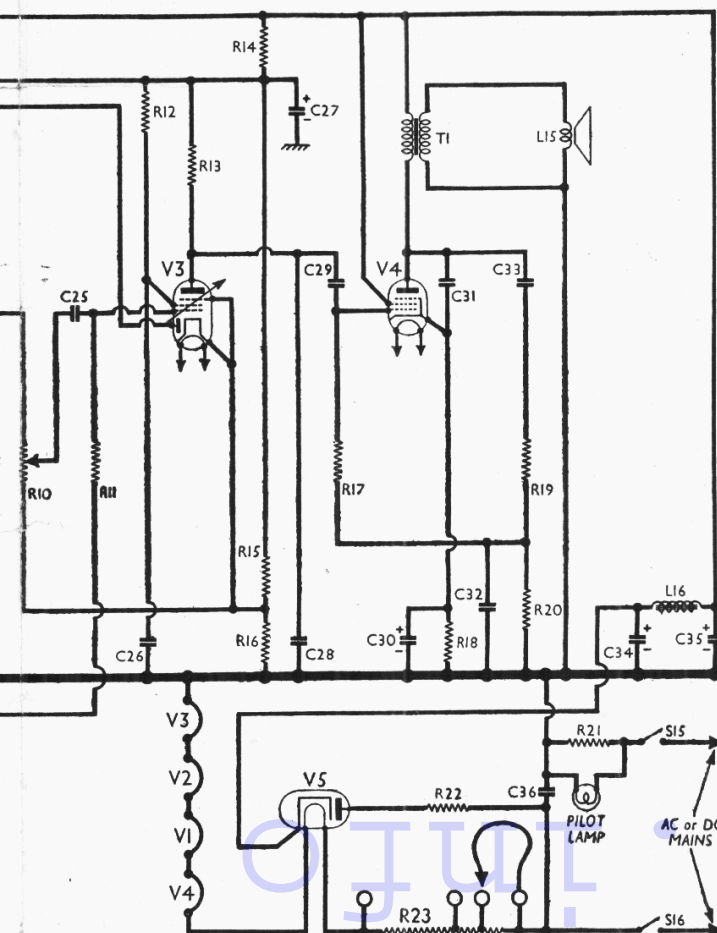 R14
R12
+
C27
-
R13
T1
L15
V3
C29
V4
C33
C31
C25
R10
R11
R17
R19
R15
R16
C32
R20
L16
C26
C28
+
C30
-
R18
+
C34
-
+
C35
-
V3
V2
V1
V4
V5
R22
C36
R21
S15
PILOT
LAMP
AC or DC
MAINS
R23
S16